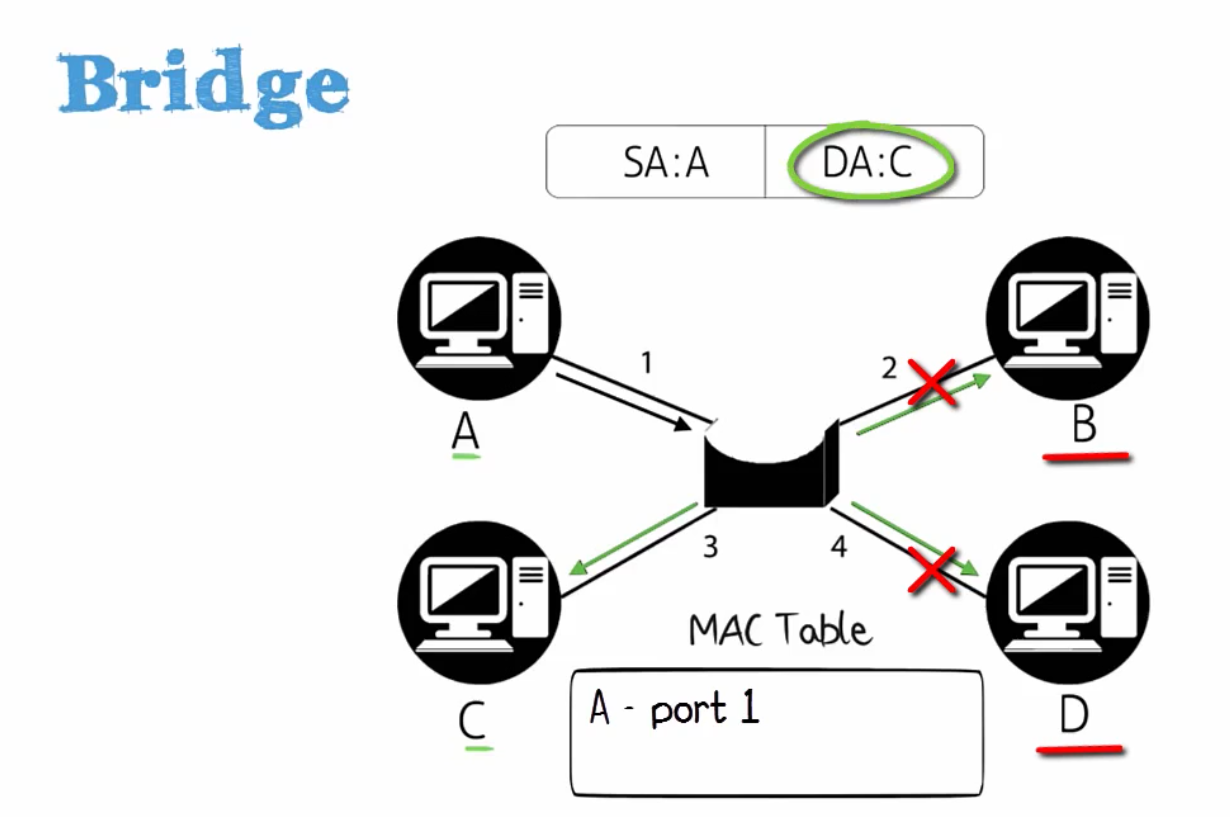 Bridge
SA:A DA:C
1
2
A
B
3
4
MAC Table
A - port 1
C
D